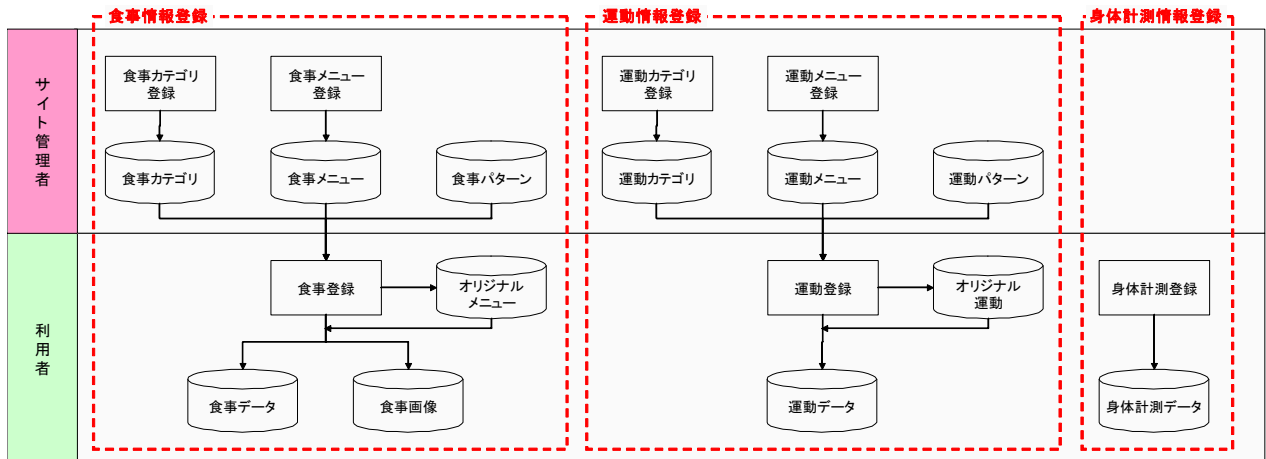 食事情報登録
運動情報登録
身体計測情報登録
サイト管理者
食事カテゴリ
登録
食事メニュー
登録
運動カテゴリ
登録
運動メニュー
登録
食事カテゴリ
食事メニュー
食事パターン
運動カテゴリ
運動メニュー
運動パターン
利用者
食事登録
オリジナル
メニュー
運動登録
オリジナル
運動
身体計測登録
食事データ
食事画像
運動データ
身体計測データ